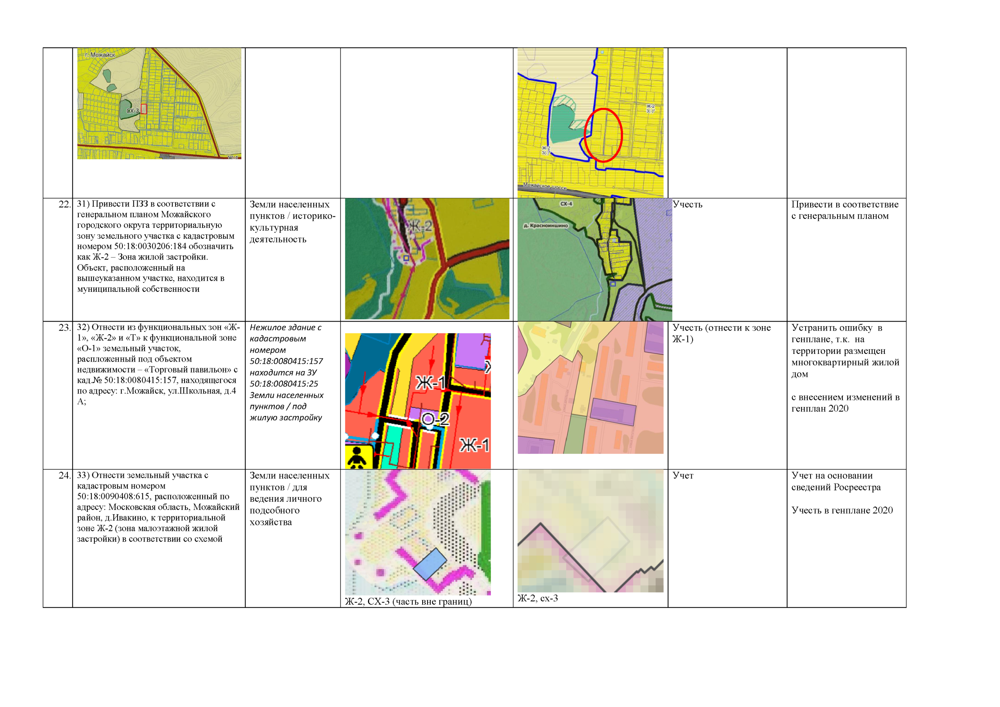 г. Можайск
СХ-3
Ж-1
Ж-2
3(-)*
Ж-2
3(-)*
Можайское шоссе
22.
31) Привести ПЗЗ в соответствии с
генеральном планом Можайского
городского округа территориальную
зону земельного участка с кадастровым
номером 50:18:0030206:184 обозначить
как Ж-2 – Зона жилой застройки.
Объект, расположенный на
вышеуказанном участке, находится в
муниципальной собственности
Земли населенных
пунктов / историко-
культурная
деятельность
Ж-2
СХ-4
д. Красноиншино
Учесть
Привести в соответствие
с генеральным планом
23.
32) Отнести из функциональных зон «Ж-
1», «Ж-2» и «Т» к функциональной зоне
«О-1» земельный участок,
распложенный под объектом
недвижимости – «Торговый павильон» с
кад.№ 50:18:0080415:157, находящегося
по адресу: г.Можайск, ул.Школьная, д.4
А;
Нежилое здание с
кадастровым
номером
50:18:0080415:157
находится на ЗУ
50:18:0080415:25
Земли населенных
пунктов / под
жилую застройку
Ж-1
О-2
Ж-1
Учесть (отнести к зоне
Ж-1)
Устранить ошибку в
генплане, т.к. на
территории размещен
многоквартирный жилой
дом
с внесением изменений в
генплан 2020
24.
33) Отнести земельный участка с
кадастровым номером
50:18:0090408:615, расположенный по
адресу: Московская область, Можайский
район, д.Ивакино, к территориальной
зоне Ж-2 (зона малоэтажной жилой
застройки) в соответствии со схемой
Земли населенных
пунктов / для
ведения личного
подсобного
хозяйства
Ж-2, СХ-3 (часть вне границ)
Ж-2, сх-3
Учет
Учет на основании
сведений Росреестра
Учесть в генплане 2020